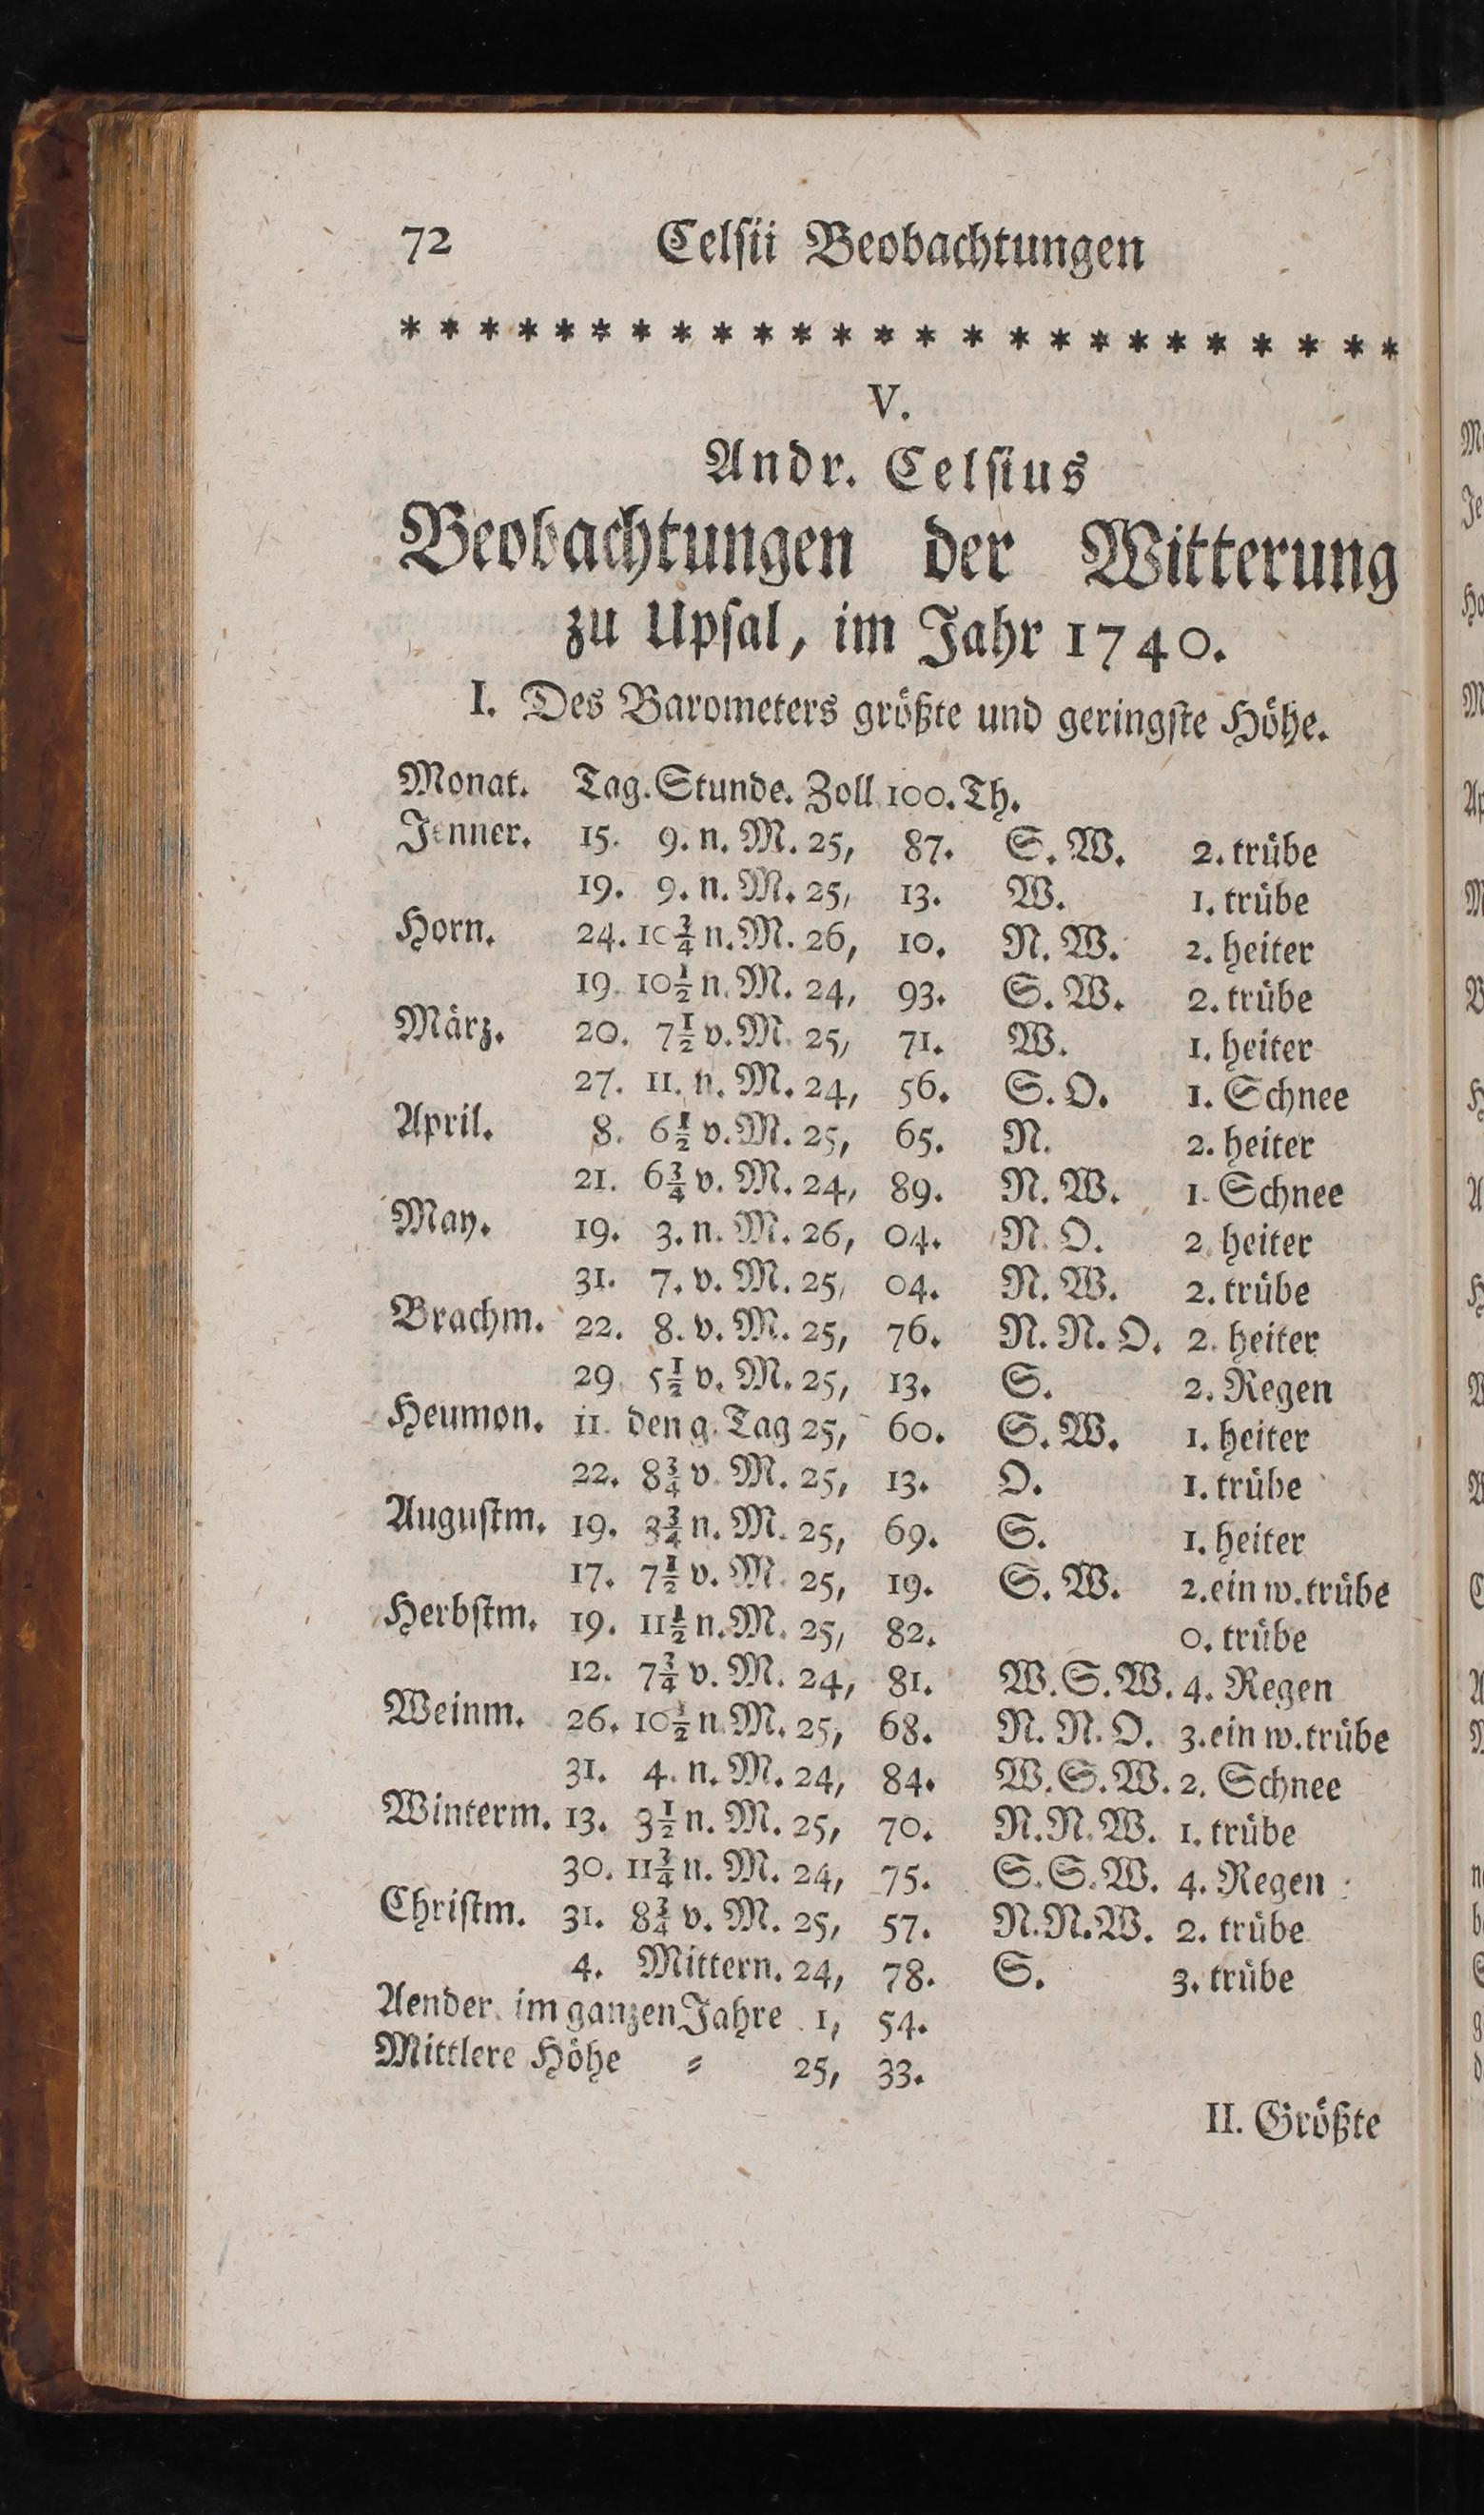 72 Celsii Beobachtungen
* * * * * * * * * * * * * * * * * * * * * * * * *
V.
Andr. Celsius
Beobachtungen der Witterung
zu Upsal, im Jahr 1740.
I. Des Barometers größte und geringste Höhe.
Monat. Tag. Stunde. Zoll 100. Th.
Jenner. 15. 9. n. M. 25, 87. S. W. 2. trübe
19. 9. n. M. 25, 13. W. 1. trübe
Horn. 24. 10¾ n. M. 26, 10. N. W. 2. heiter
19. 10½ n. M. 24, 93. S. W. 2. trübe
März. 20. 7½ v. M. 25, 71. W. 1. heiter
27. 11. n. M. 24, 56. S. O. 1. Schnee
April. 8. 6½ v. M. 25, 65. N. 2. heiter
21. 6¾ v. M. 24, 89. N. W. 1. Schnee
May. 19. 3. n. M. 26, 04. N. O. 2. heiter
31. 7. v. M. 25, 04. N. W. 2. trübe
Brachm. 22. 8. v. M. 25, 76. N. N. O. 2. heiter
29. 5½ v. M. 25, 13. S. 2. Regen
Heumon. 11. den g. Tag 25, 60. S. W. 1. heiter
22. 8¾ v. M. 25, 13. O. 1. trübe
Augustm. 19. 3¾ n. M. 25, 69. S. 1. heiter
17. 7½ v. M. 25, 19. S. W. 2. ein w. trübe
Herbstm. 19. 11½ n. M. 25, 82. 0. trübe
12. 7¾ v. M. 24, 81. W. S. W. 4. Regen
Weinm. 26. 10½ n. M. 25, 68. N. N. O. 3. ein w. trübe
31. 4. n. M. 24, 84. W. S. W. 2. Schnee
Winterm. 13. 3½ n. M. 25, 70. N. N. W. 1. trübe
30. 11¾ n. M. 24, 75. S. S. W. 4. Regen
Christm. 31. 8¾ v. M. 25, 57. N. N. W. 2. trübe
4. Mittern. 24, 78. S. 3. trübe
Aender. im ganzen Jahre 1, 54.
Mittlere Höhe ⸗ 25, 33.
II. Größte